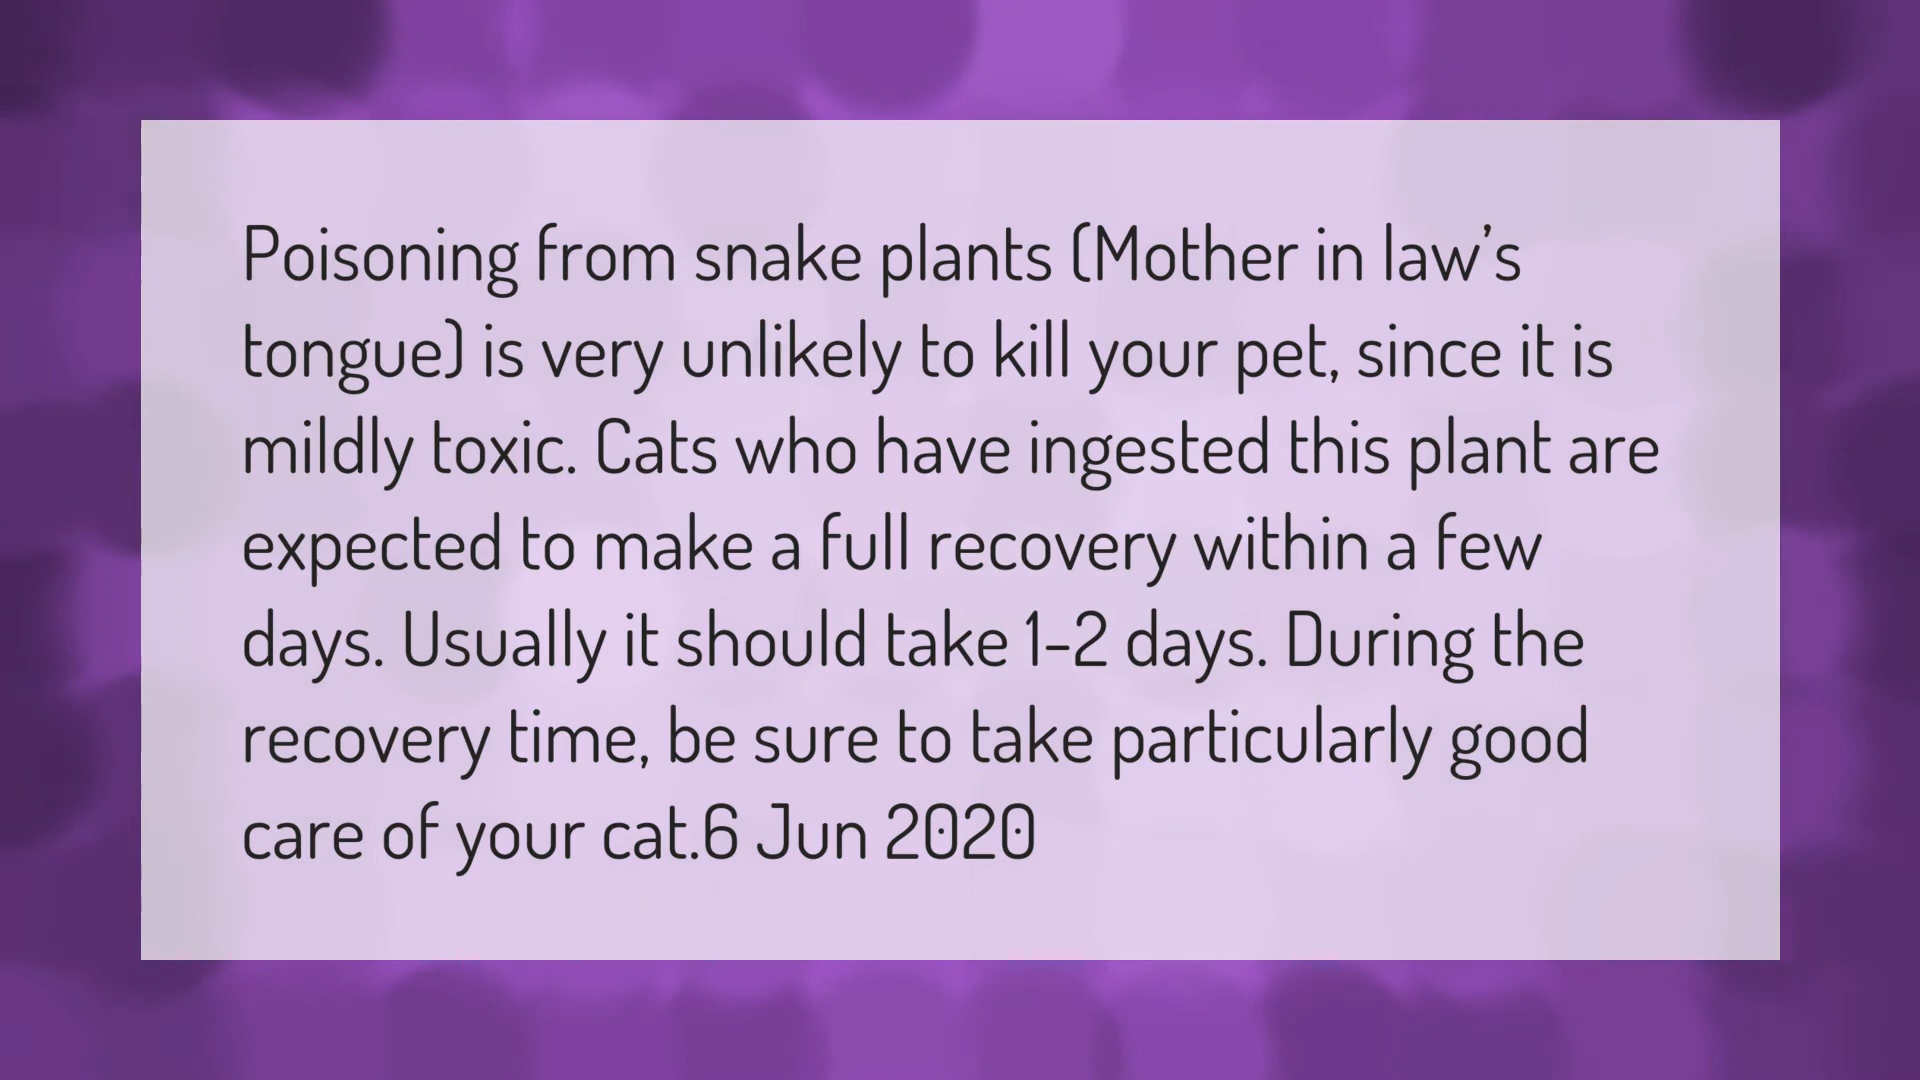 Poisoning from snake plants (Mother in law’s
tongue) is very unlikely to kill your pet, since it is
mildly toxic. Cats who have ingested this plant are
expected to make a full recovery within a few
days. Usually it should take 1-2 days. During the
recovery time, be sure to take particularly good
care of your cat.6 Jun 2020